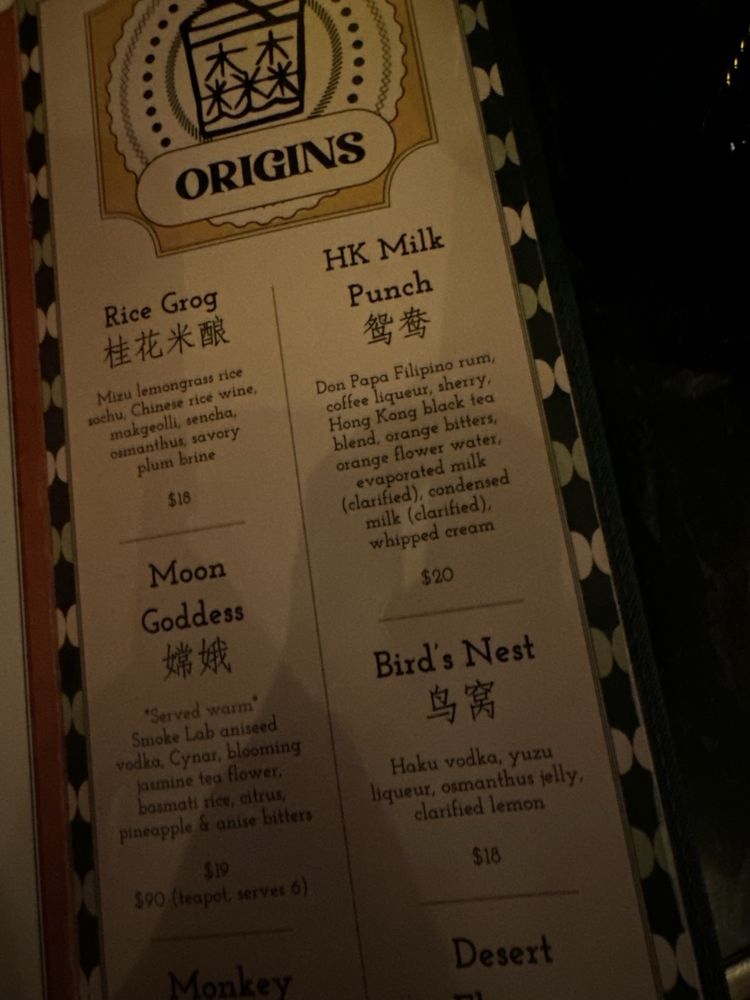 ORIGINS
Rice Grog
桂花米酿
Mizu lemongrass rice
sochu, Chinese rice wine,
makgeolli, sencha,
osmanthus, savory
plum brine
$18
Moon
Goddess
嫦娥
*Served warm*
Smoke Lab aniseed
vodka, Cynar, blooming
jasmine tea flower,
basmati rice, citrus,
pineapple & anise bitters
$19
$90 (teapot, serves 6)
Monkey
HK Milk
Punch
鸳鸯
Don Papa Filipino rum,
coffee liqueur, sherry,
Hong Kong black tea
blend, orange bitters,
orange flower water,
evaporated milk
(clarified), condensed
milk (clarified),
whipped cream
$20
Bird's Nest
鸟窝
Haku vodka, yuzu
liqueur, osmanthus jelly,
clarified lemon
$18
Desert